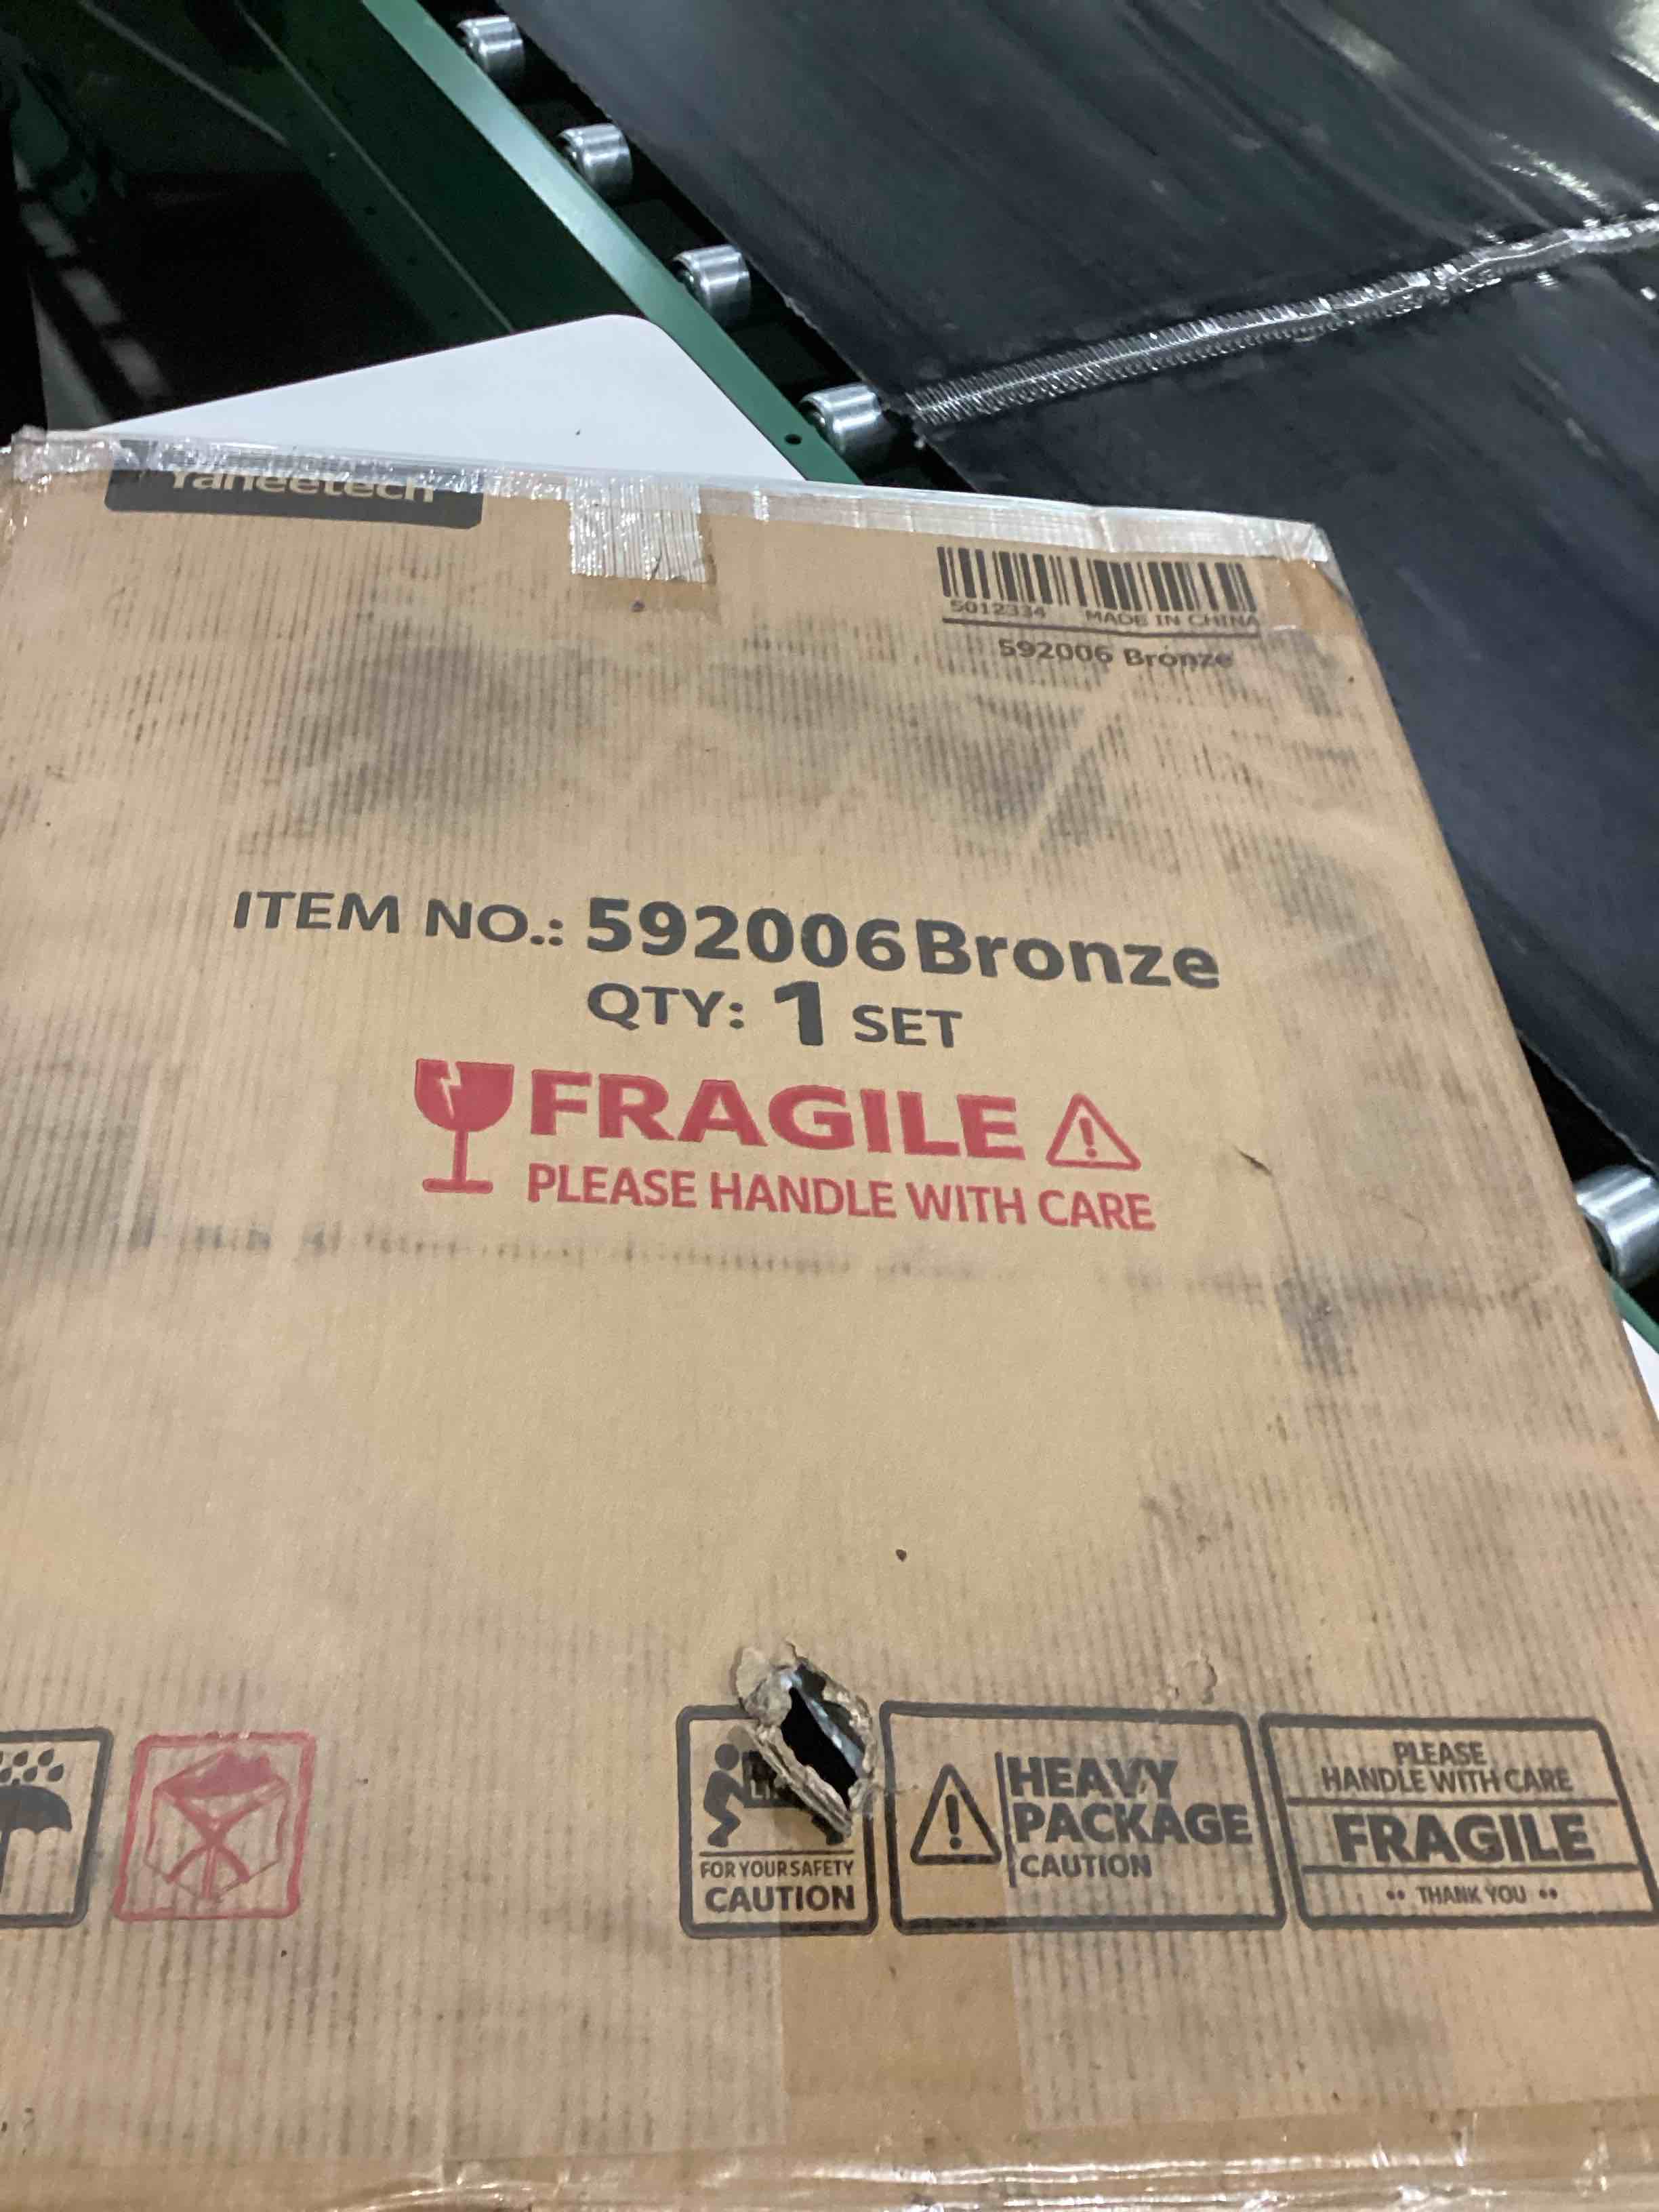 Yaheetech
5012334 MADE IN CHINA
592006 Bronze
ITEM NO.: 592006Bronze
QTY: 1 SET
FRAGILE
PLEASE HANDLE WITH CARE
FOR YOUR SAFETY
CAUTION
HEAVY
PACKAGE
CAUTION
PLEASE
HANDLE WITH CARE
FRAGILE
•• THANK YOU ••